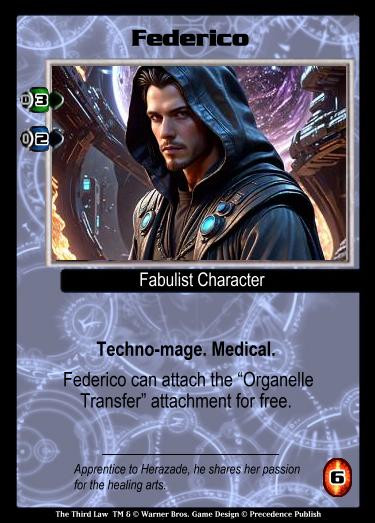 Federico
3
2
Fabulist Character
Techno-mage. Medical.
Federico can attach the “Organelle
Transfer” attachment for free.
Apprentice to Herazade, he shares her passion
for the healing arts.
6
The Third Law TM & © Warner Bros. Game Design © Precedence Publish